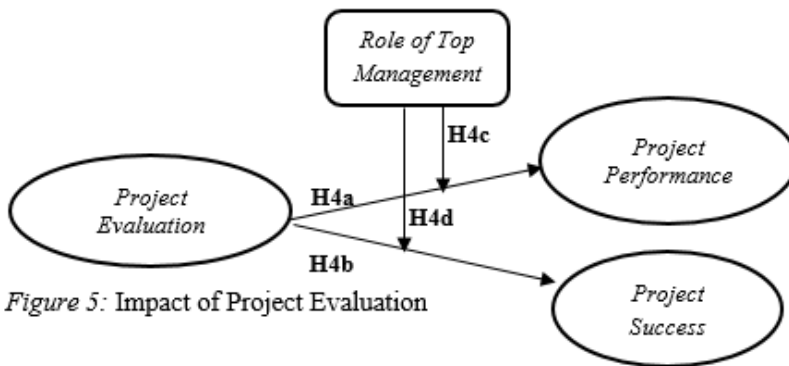 Role of Top
Management
H4c
Project
Performance
Project
Evaluation
H4a
H4d
H4b
Project
Success
Figure 5: Impact of Project Evaluation